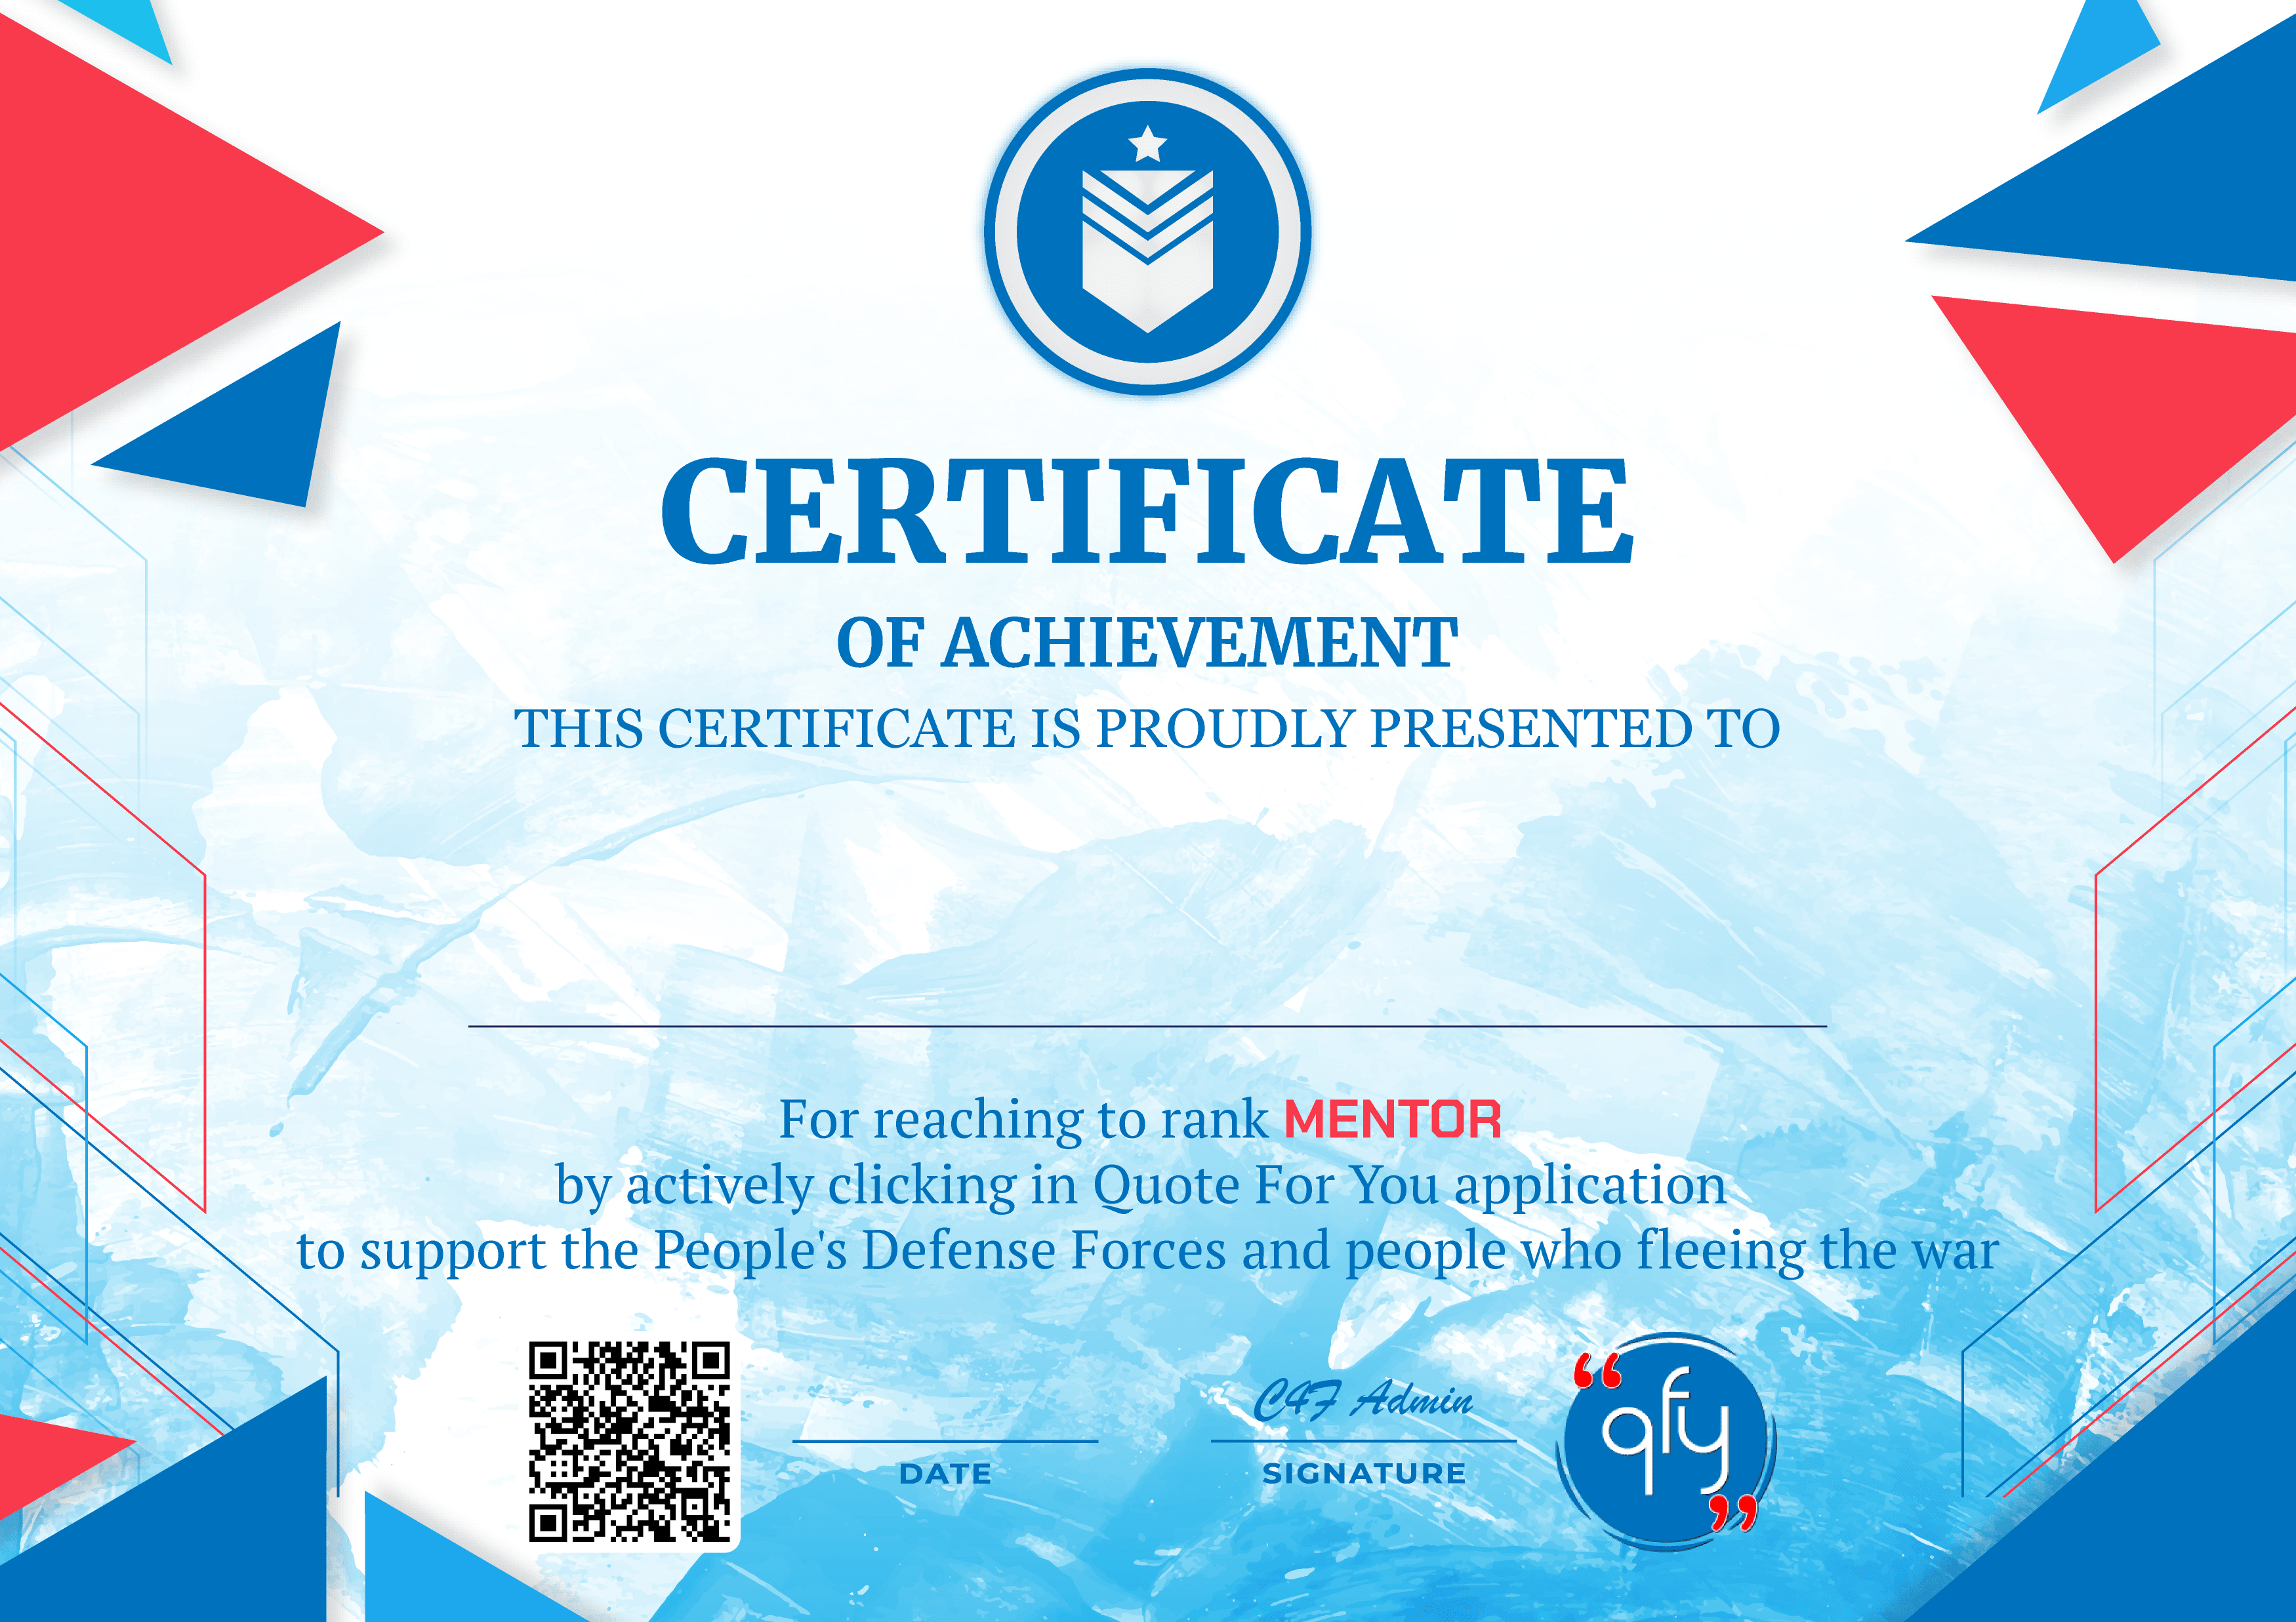 CERTIFICATE
OF ACHIEVEMENT
THIS CERTIFICATE IS PROUDLY PRESENTED TO
For reaching to rank MENTOR
by actively clicking in Quote For You application
to support the People's Defense Forces and people who fleeing the war
C4F Admin
DATE
SIGNATURE
“qfy”